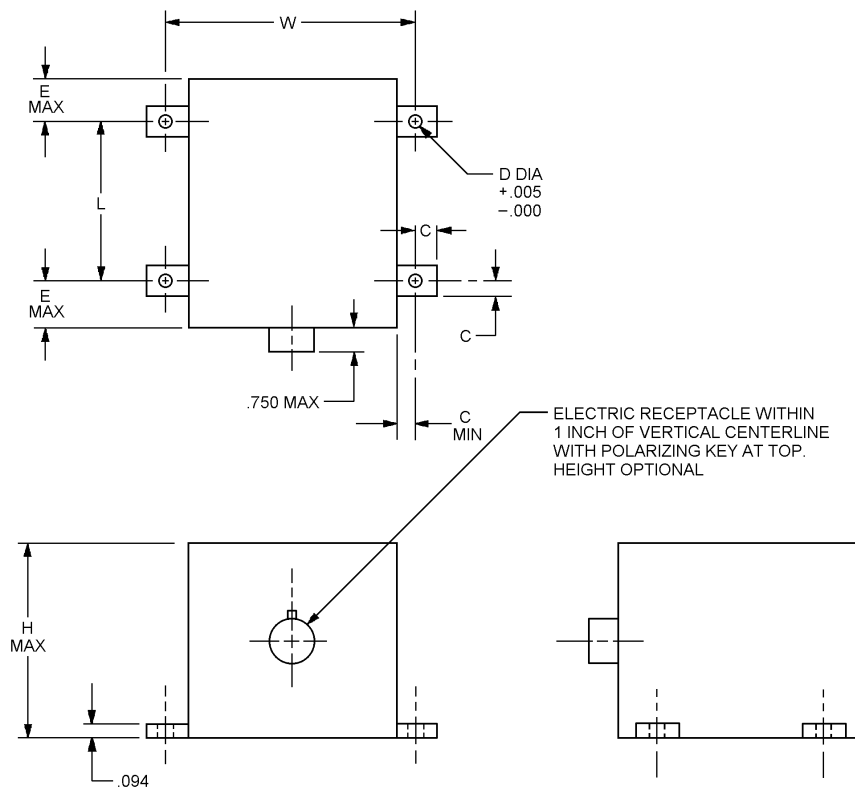 W
E
MAX
D DIA
+.005
-.000
L
C
E
MAX
C
.750 MAX
C
MIN
ELECTRIC RECEPTACLE WITHIN
1 INCH OF VERTICAL CENTERLINE
WITH POLARIZING KEY AT TOP.
HEIGHT OPTIONAL
H
MAX
.094